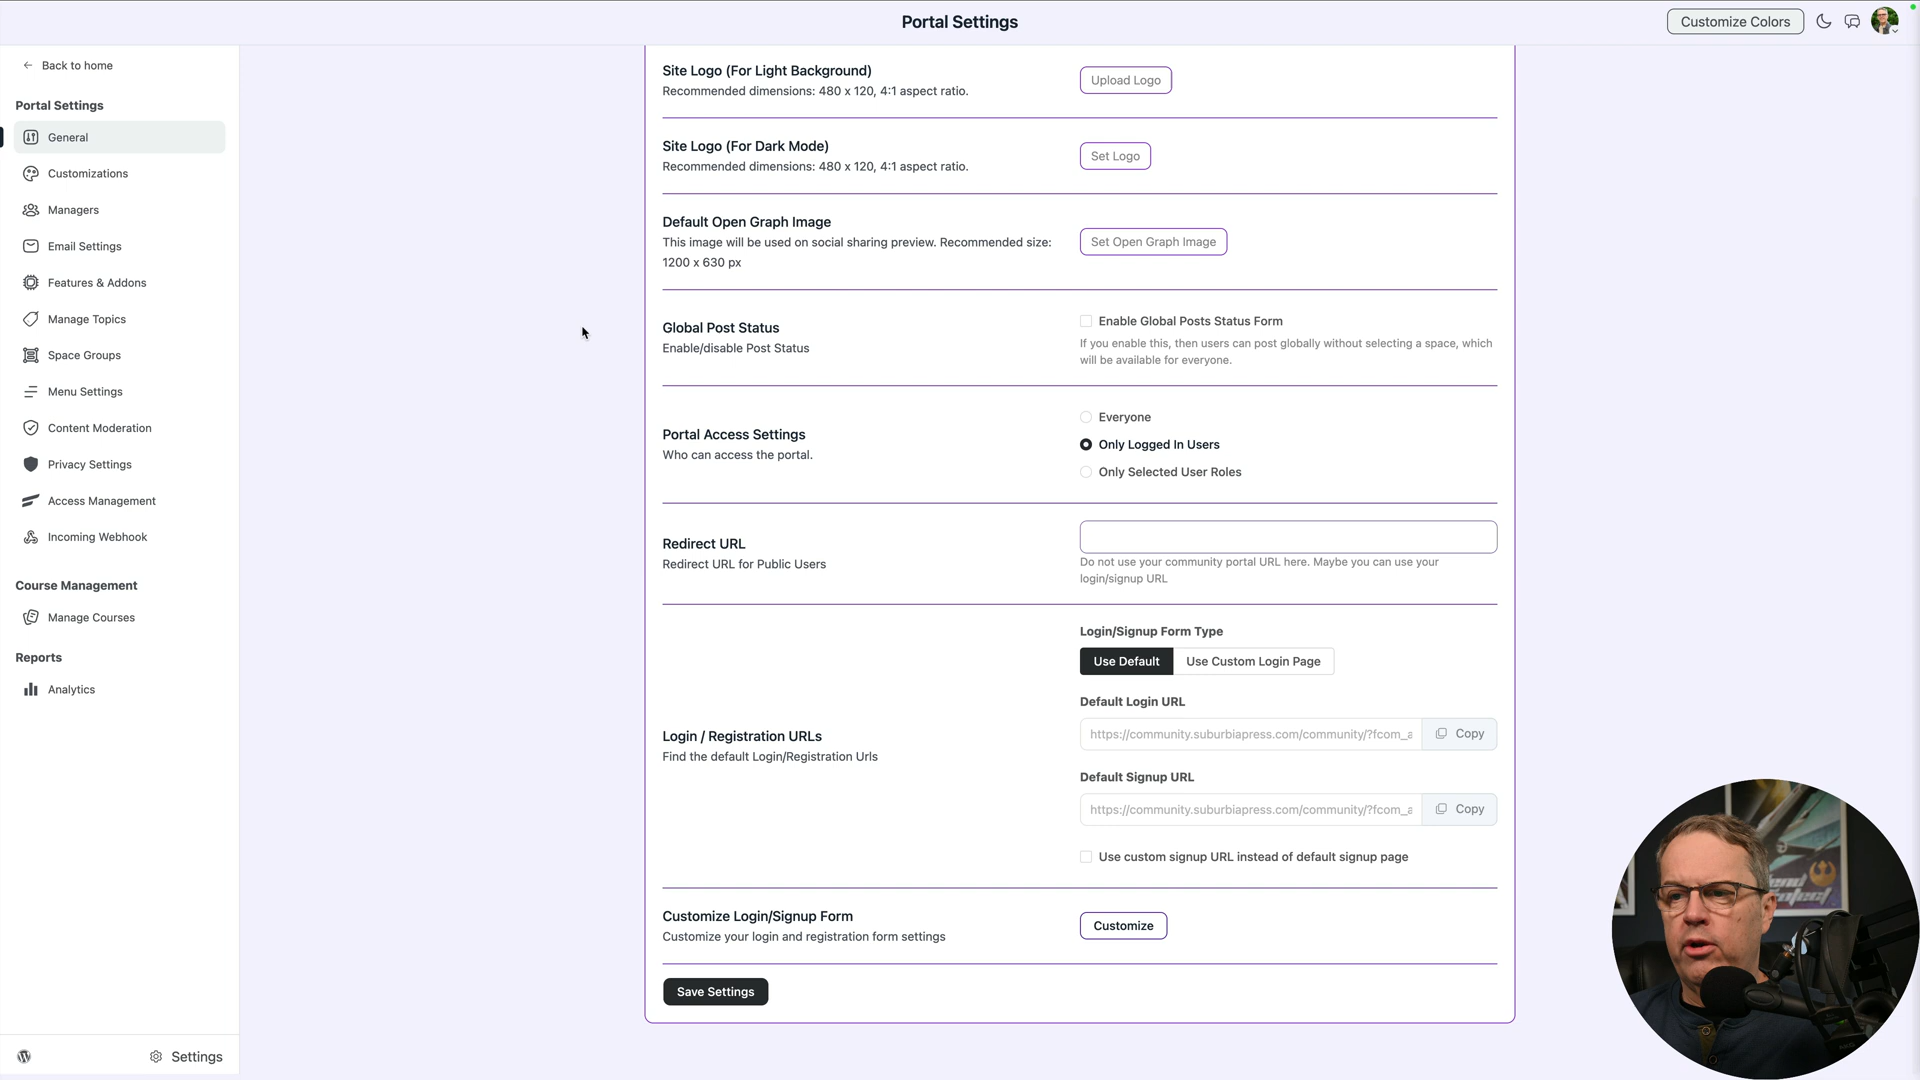 Portal Settings
Customize Colors
Back to home
Portal Settings
General
Customizations
Managers
Email Settings
Features & Addons
Manage Topics
Space Groups
Menu Settings
Content Moderation
Privacy Settings
Access Management
Incoming Webhook
Course Management
Manage Courses
Reports
Analytics
Settings
Site Logo (For Light Background)
Recommended dimensions: 480 x 120, 4:1 aspect ratio.
Upload Logo
Site Logo (For Dark Mode)
Recommended dimensions: 480 x 120, 4:1 aspect ratio.
Set Logo
Default Open Graph Image
This image will be used on social sharing preview. Recommended size:
1200 x 630 px
Set Open Graph Image
Global Post Status
Enable/disable Post Status
Enable Global Posts Status Form
If you enable this, then users can post globally without selecting a space, which
will be available for everyone.
Portal Access Settings
Who can access the portal.
Everyone
Only Logged In Users
Only Selected User Roles
Redirect URL
Redirect URL for Public Users
Do not use your community portal URL here. Maybe you can use your
login/signup URL
Login / Registration URLs
Find the default Login/Registration Urls
Login/Signup Form Type
Use Default
Use Custom Login Page
Default Login URL
https://community.suburbiapress.com/community/?fcom_a
Copy
Default Signup URL
https://community.suburbiapress.com/community/?fcom_a
Copy
Use custom signup URL instead of default signup page
Customize Login/Signup Form
Customize your login and registration form settings
Customize
Save Settings